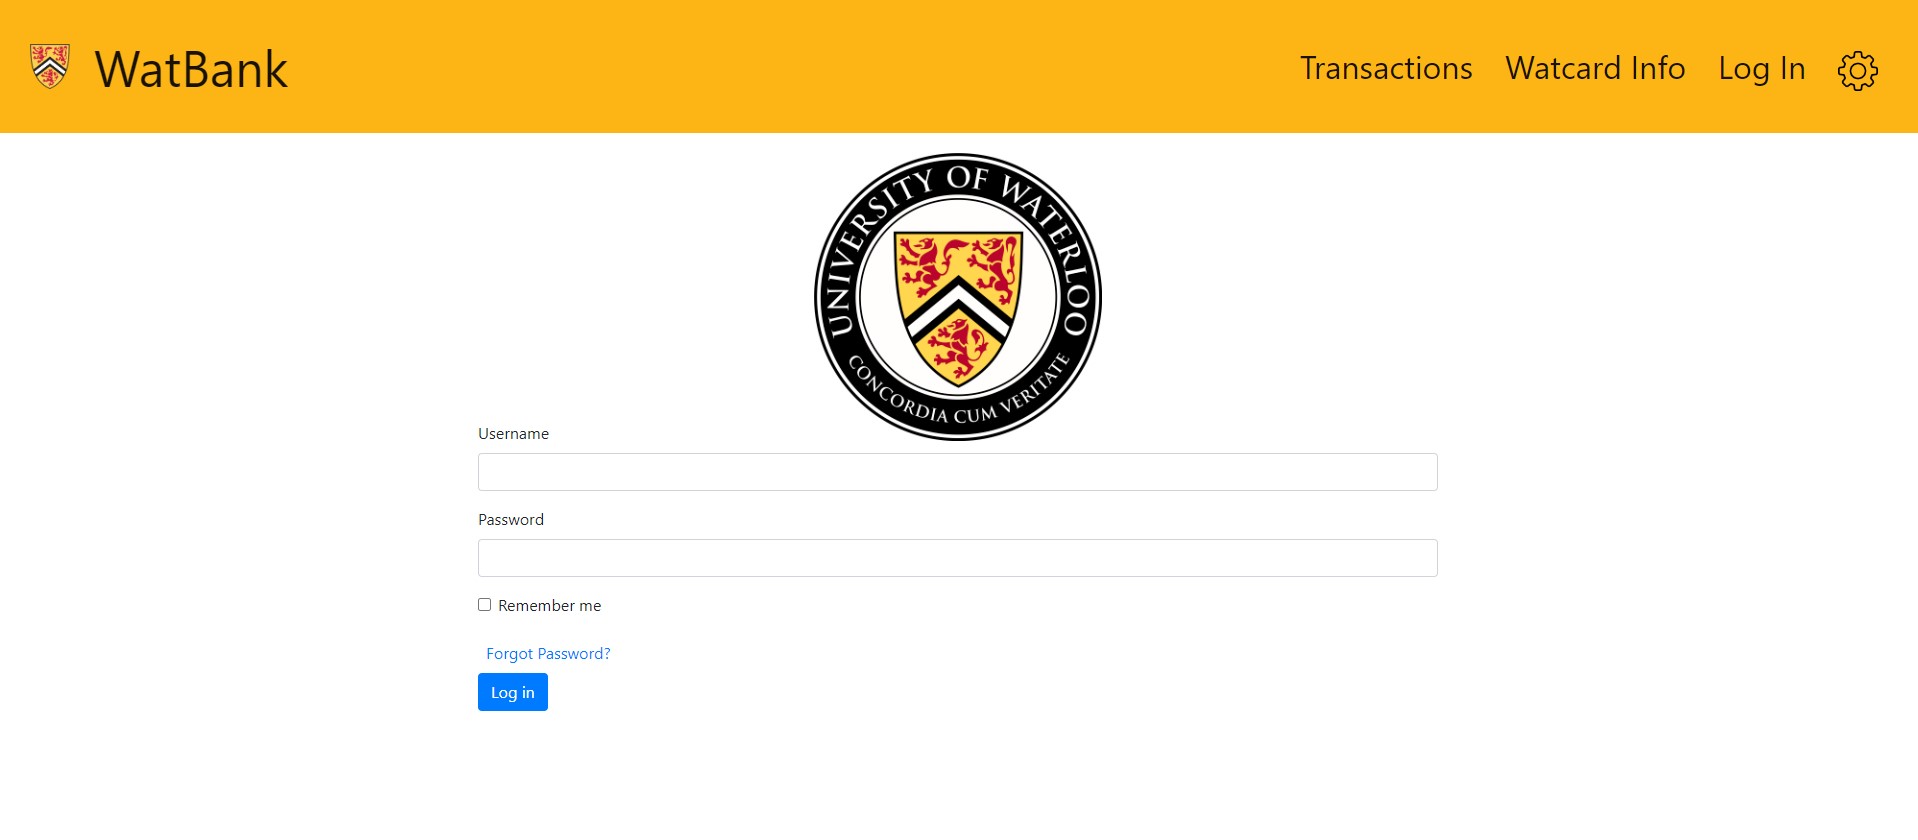 WatBank
Transactions
Watcard Info
Log In
UNIVERSITY OF WATERLOO
CONCORDIA CUM VERITATE
Username
Password
Remember me
Forgot Password?
Log in